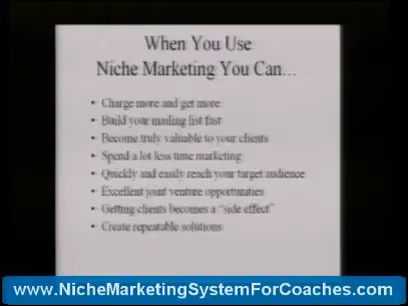 When You Use
Niche Marketing You Can...
• Charge more and get more
• Build your mailing list fast
• Become truly valuable to your clients
• Spend a lot less time marketing
• Quickly and easily reach your target audience
• Excellent joint venture opportunities
• Getting clients becomes a "side effect"
• Create repeatable solutions
www.NicheMarketingSystemForCoaches.com